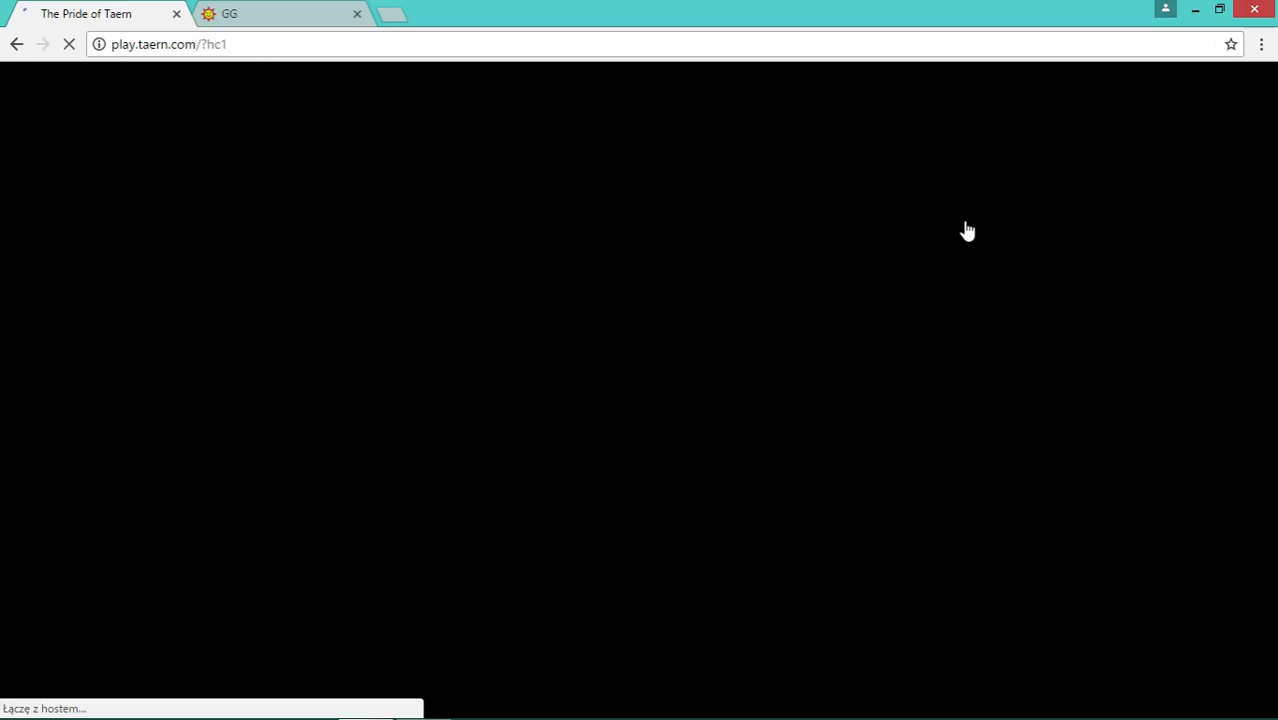 The Pride of Taern
GG
play.taern.com/?hc1
Łączę z hostem...